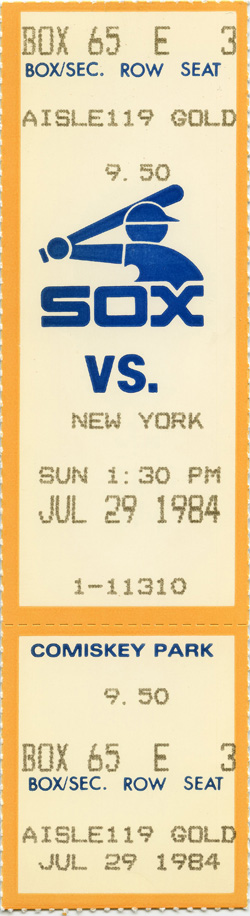 BOX 65 E 3
BOX/SEC. ROW SEAT
AISLE119 GOLD
9.50
SOX
VS.
NEW YORK
SUN 1:30 PM
JUL 29 1984
1-11310
COMISKEY PARK
9.50
BOX 65 E 3
BOX/SEC. ROW SEAT
AISLE119 GOLD
JUL 29 1984